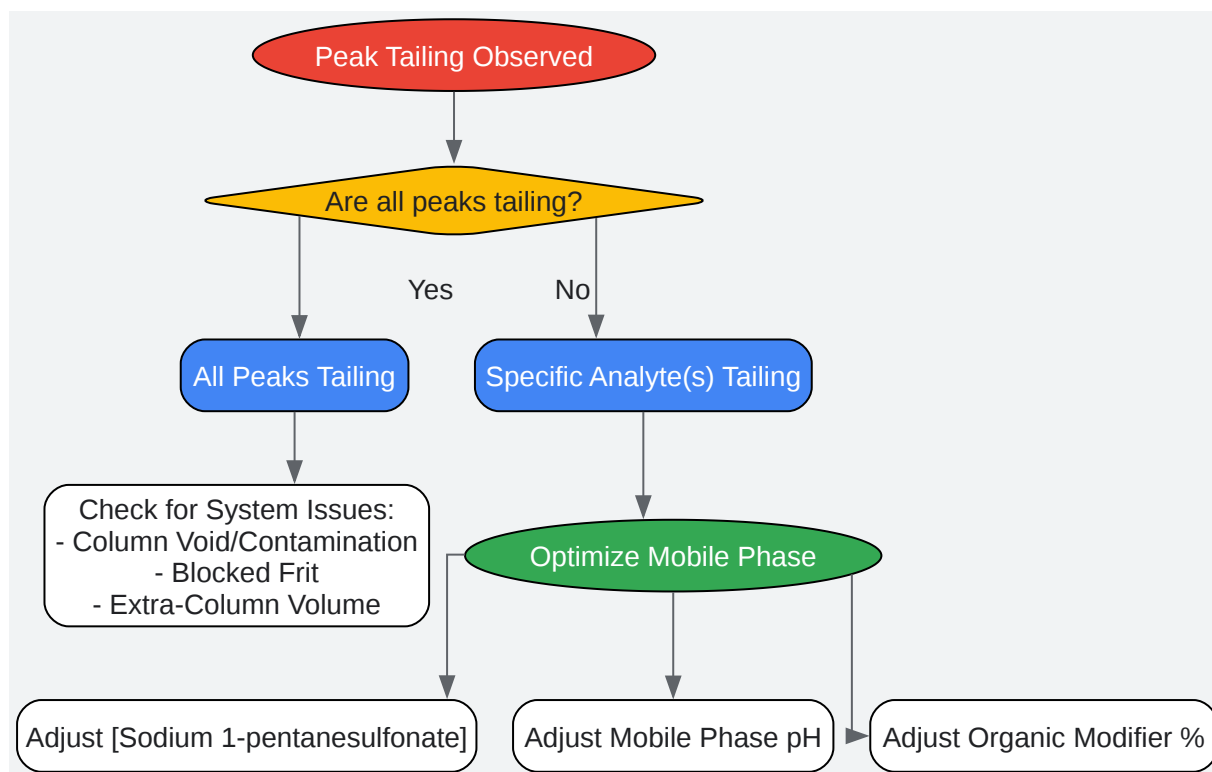 Peak Tailing Observed
Are all peaks tailing?
Yes
No
All Peaks Tailing
Specific Analyte(s) Tailing
Check for System Issues:
- Column Void/Contamination
- Blocked Frit
- Extra-Column Volume
Optimize Mobile Phase
Adjust [Sodium 1-pentanesulfonate]
Adjust Mobile Phase pH
Adjust Organic Modifier %